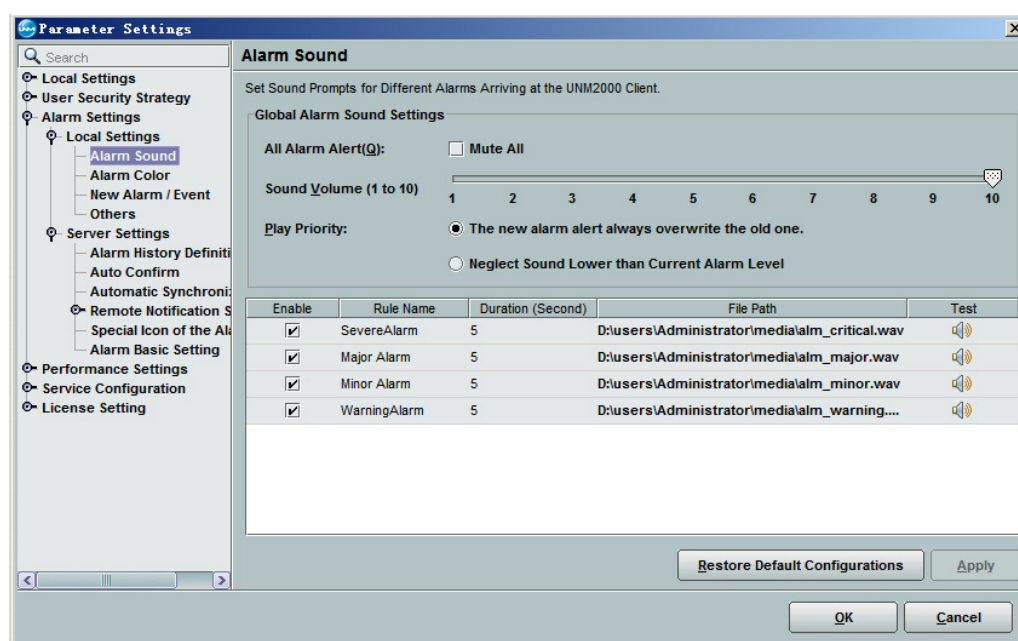 Parameter Settings
Search
Local Settings
User Security Strategy
Alarm Settings
Local Settings
Alarm Sound
Alarm Color
New Alarm / Event
Others
Server Settings
Alarm History Definiti
Auto Confirm
Automatic Synchroni
Remote Notification S
Special Icon of the Al
Alarm Basic Setting
Performance Settings
Service Configuration
License Setting
Alarm Sound
Set Sound Prompts for Different Alarms Arriving at the UNM2000 Client.
Global Alarm Sound Settings
All Alarm Alert(Q): Mute All
Sound Volume (1 to 10)
1 2 3 4 5 6 7 8 9 10
Play Priority: The new alarm alert always overwrite the old one.
Neglect Sound Lower than Current Alarm Level
Enable Rule Name Duration (Second) File Path Test
SevereAlarm 5 D:\users\Administrator\media\alm_critical.wav
Major Alarm 5 D:\users\Administrator\media\alm_major.wav
Minor Alarm 5 D:\users\Administrator\media\alm_minor.wav
WarningAlarm 5 D:\users\Administrator\media\alm_warning....
Restore Default Configurations Apply
OK Cancel